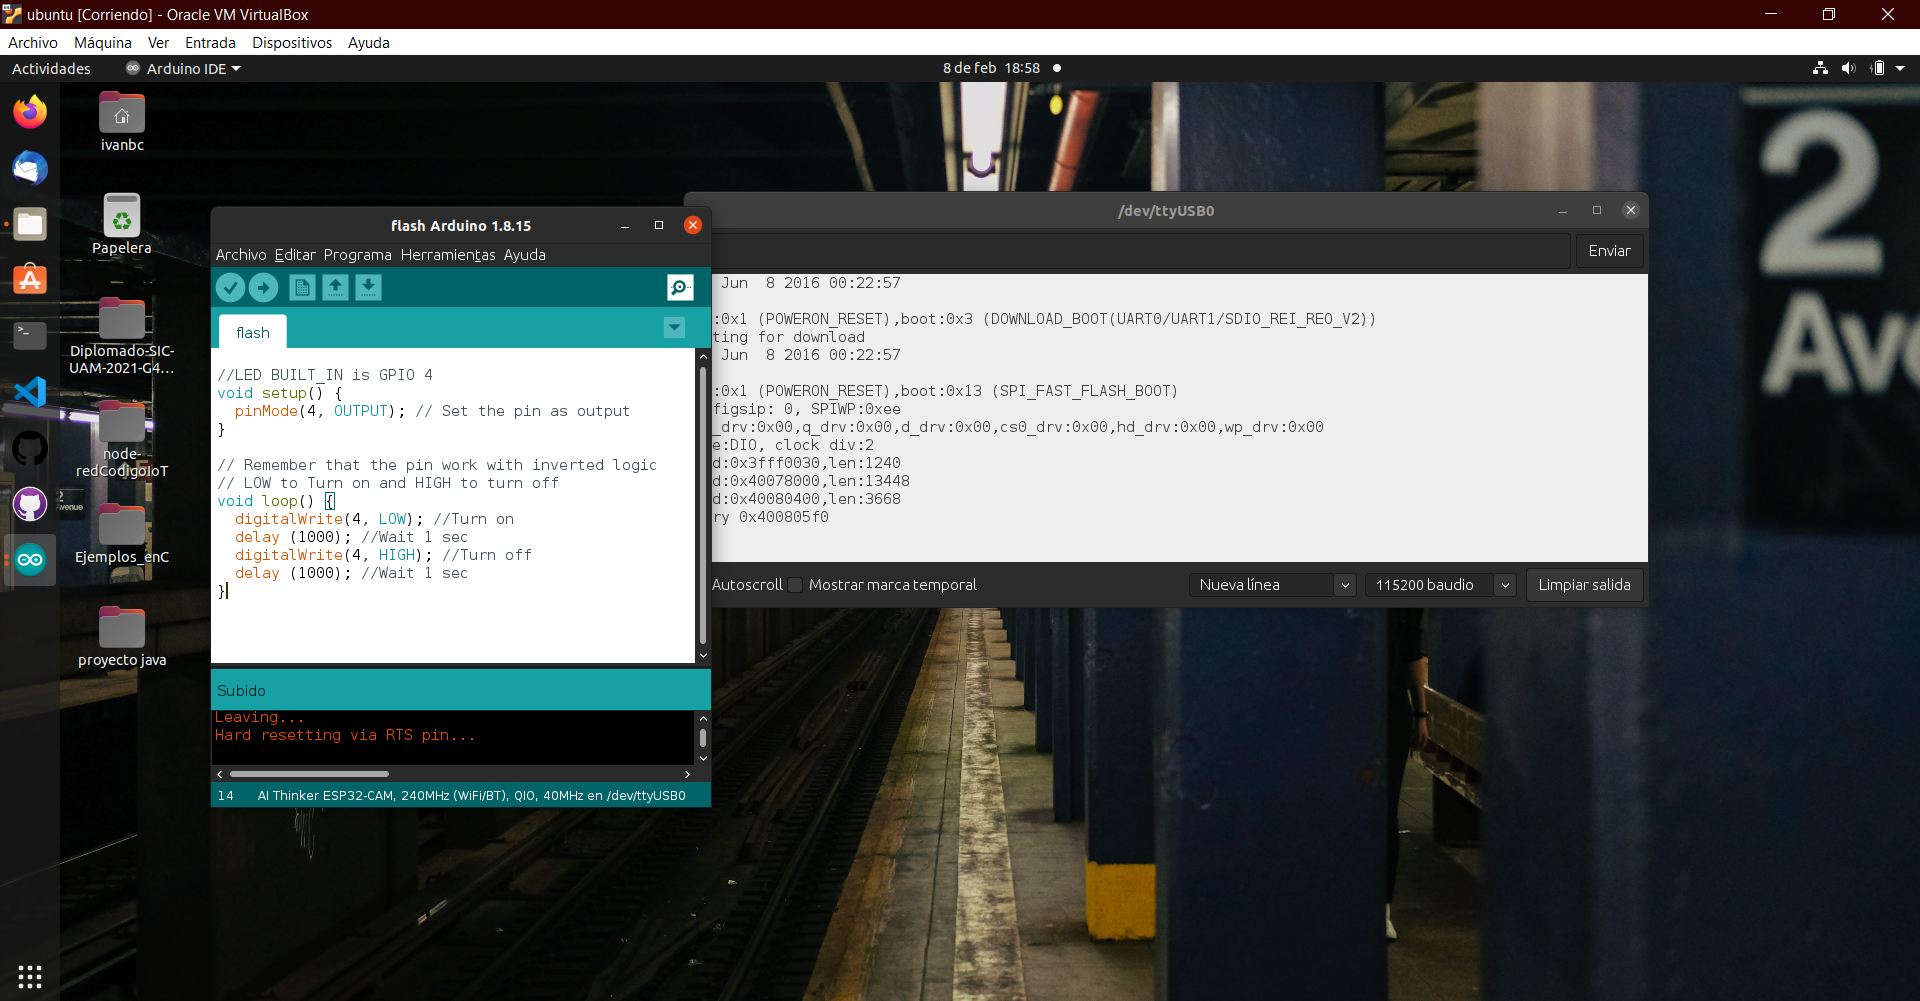 ubuntu [Corriendo] - Oracle VM VirtualBox
Archivo Máquina Ver Entrada Dispositivos Ayuda
Actividades Arduino IDE 8 de feb 18:58
ivanbc
Papelera
Diplomado-SIC-
UAM-2021-G4...
node-
redCodigoIoT
Ejemplos_enC
proyecto java
2
Avenue
2
Ave
flash Arduino 1.8.15
Archivo Editar Programa Herramientas Ayuda
flash
//LED BUILT_IN is GPIO 4
void setup() {
  pinMode(4, OUTPUT); // Set the pin as output
}
// Remember that the pin work with inverted logic
// LOW to Turn on and HIGH to turn off
void loop() {
  digitalWrite(4, LOW); //Turn on
  delay (1000); //Wait 1 sec
  digitalWrite(4, HIGH); //Turn off
  delay (1000); //Wait 1 sec
}
Subido
Leaving...
Hard resetting via RTS pin...
14 AI Thinker ESP32-CAM, 240MHz (WiFi/BT), QIO, 40MHz en /dev/ttyUSB0
/dev/ttyUSB0
Enviar
Jun  8 2016 00:22:57
:0x1 (POWERON_RESET),boot:0x3 (DOWNLOAD_BOOT(UART0/UART1/SDIO_REI_REO_V2))
ting for download
Jun  8 2016 00:22:57
:0x1 (POWERON_RESET),boot:0x13 (SPI_FAST_FLASH_BOOT)
figsip: 0, SPIWP:0xee
_drv:0x00,q_drv:0x00,d_drv:0x00,cs0_drv:0x00,hd_drv:0x00,wp_drv:0x00
e:DIO, clock div:2
d:0x3fff0030,len:1240
d:0x40078000,len:13448
d:0x40080400,len:3668
ry 0x400805f0
Autoscroll Mostrar marca temporal Nueva línea 115200 baudio Limpiar salida